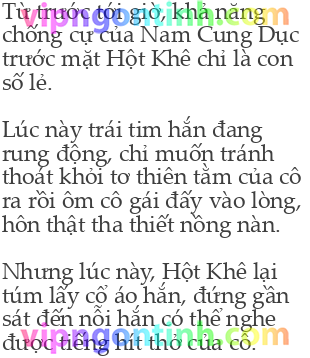 Từ trước tới giờ, khả năng
chống cự của Nam Cung Dục
trước mặt Hột Khê chỉ là con
số lẻ.
Lúc này trái tim hắn đang
rung động, chỉ muốn tránh
thoát khỏi tơ thiên tằm của cô
ra rồi ôm cô gái đấy vào lòng,
hôn thật tha thiết nồng nàn.
Nhưng lúc này, Hột Khê lại
túm lấy cổ áo hắn, đứng gần
sát đến nỗi hắn có thể nghe
được tiếng hít thở của cô.
vipngontinh.com
vipngontinh.com